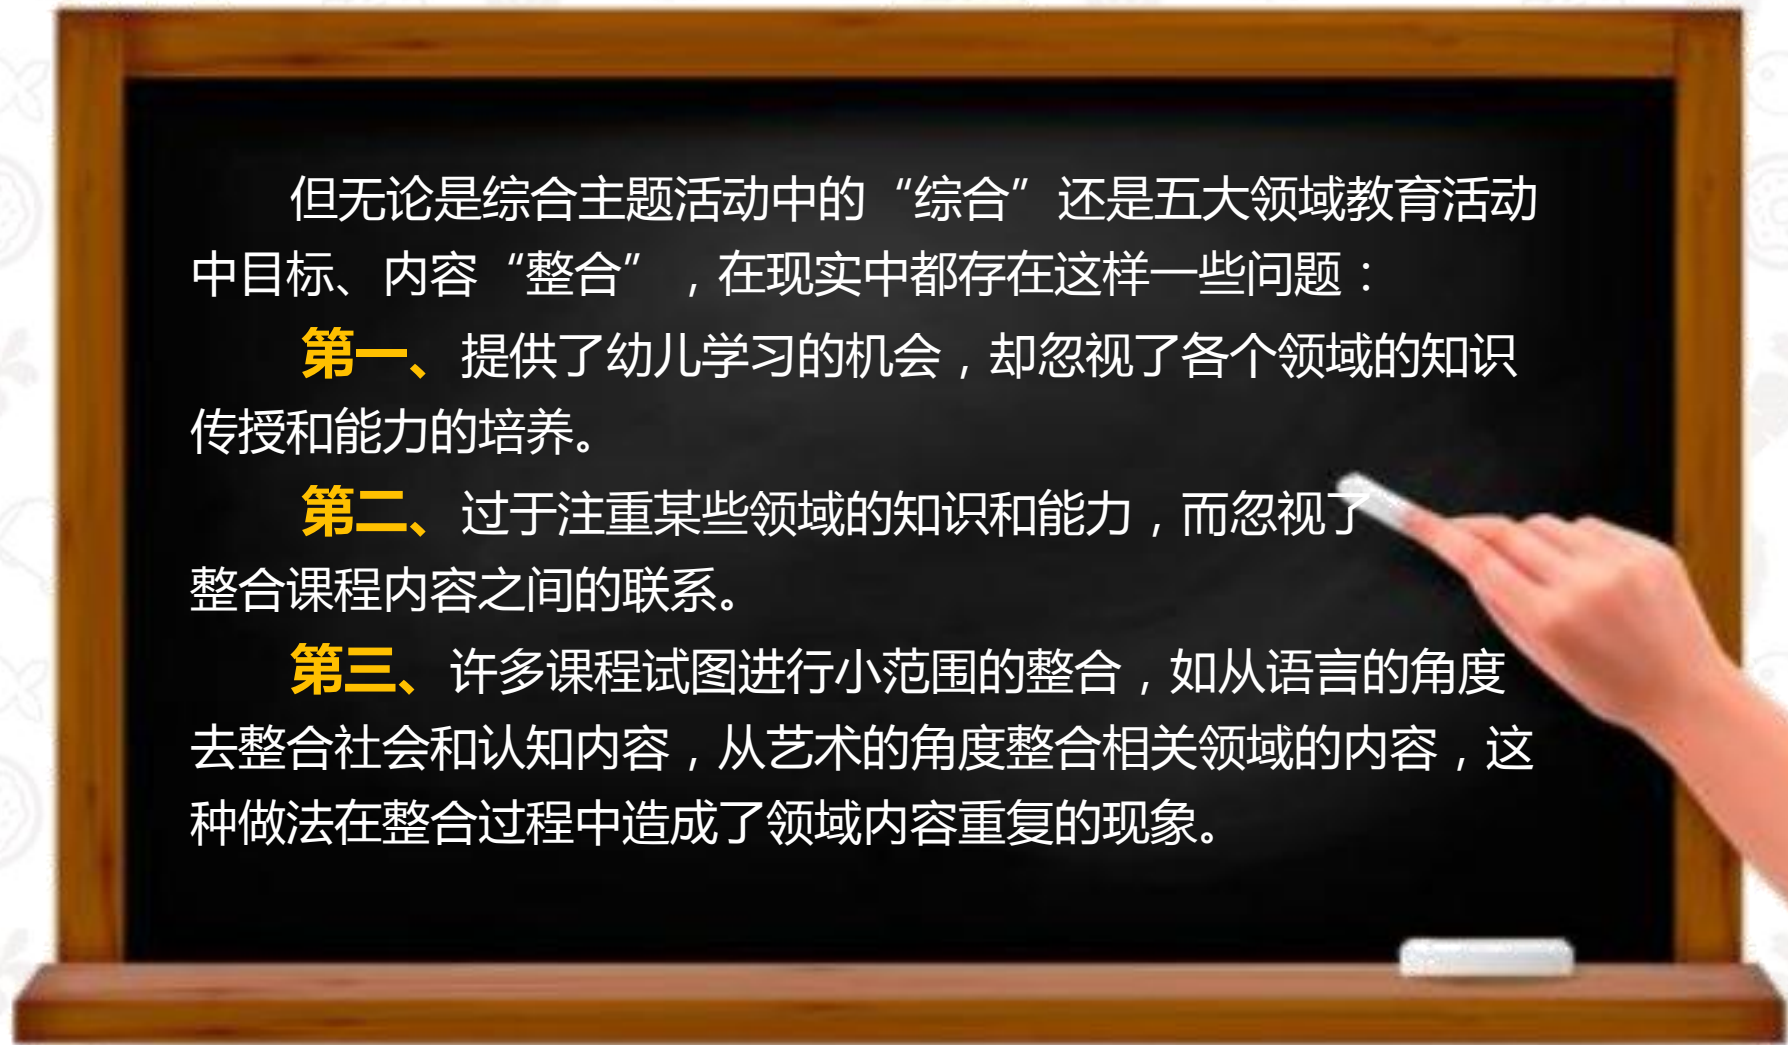 但无论是综合主题活动中的“综合”还是五大领域教育活动
中目标、内容“整合”，在现实中都存在这样一些问题：
第一、提供了幼儿学习的机会，却忽视了各个领域的知识
传授和能力的培养。
第二、过于注重某些领域的知识和能力，而忽视了
整合课程内容之间的联系。
第三、许多课程试图进行小范围的整合，如从语言的角度
去整合社会和认知内容，从艺术的角度整合相关领域的内容，这
种做法在整合过程中造成了领域内容重复的现象。